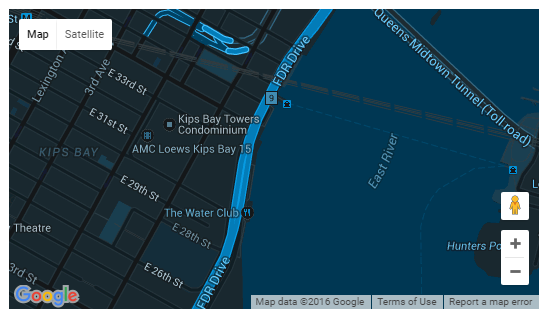 St
Map
Satellite
Queens Midtown Tunnel (Toll road)
FDR Drive
Lexington A
3rd Ave
E 33rd St
9
E 31st St
Kips Bay Towers
Condominium
KIPS BAY
AMC Loews Kips Bay 15
East River
E 29th St
The Water Club
y Theatre
E 28th St
Hunters Po
3rd St
E 26th St
FDR Drive
Google
Map data ©2016 Google
Terms of Use
Report a map error